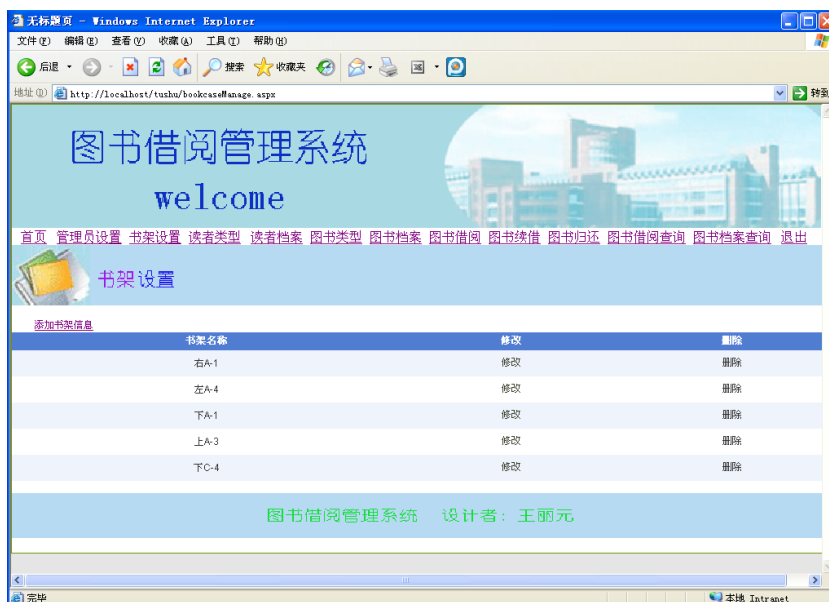 无标题页 - Windows Internet Explorer
文件(F) 编辑(E) 查看(V) 收藏(A) 工具(T) 帮助(H)
后退 搜索 收藏夹
地址(D) http://localhost/tushu/bookcaseManage.aspx 转到
图书借阅管理系统
welcome
首页 管理员设置 书架设置 读者类型 读者档案 图书类型 图书档案 图书借阅 图书续借 图书归还 图书借阅查询 图书档案查询 退出
书架设置
添加书架信息
书架名称 修改 删除
右A-1 修改 删除
左A-4 修改 删除
下A-1 修改 删除
上A-3 修改 删除
下C-4 修改 删除
图书借阅管理系统 设计者：王丽元
完毕 本地 Intranet